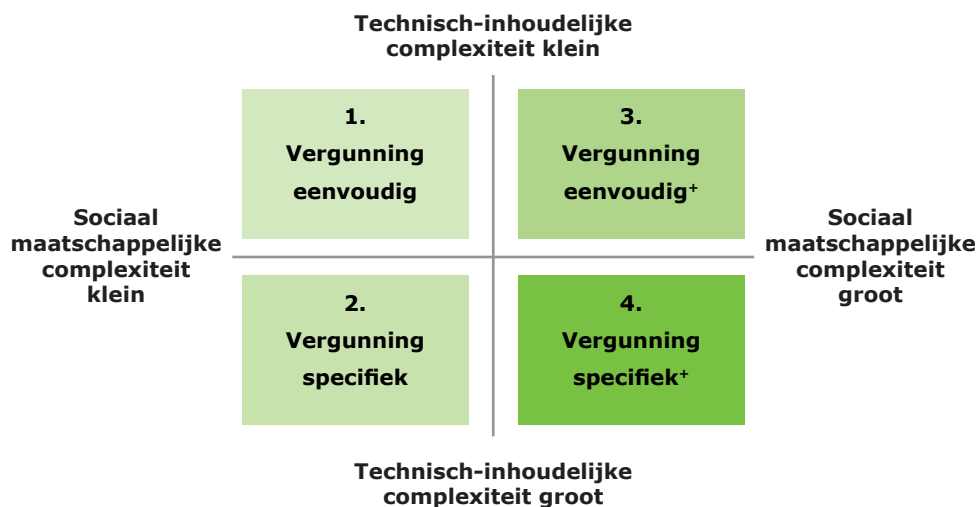 Technisch-inhoudelijke
complexiteit klein
1.
Vergunning
eenvoudig
3.
Vergunning
eenvoudig⁺
Sociaal
maatschappelijke
complexiteit
klein
Sociaal
maatschappelijke
complexiteit
groot
2.
Vergunning
specifiek
4.
Vergunning
specifiek⁺
Technisch-inhoudelijke
complexiteit groot